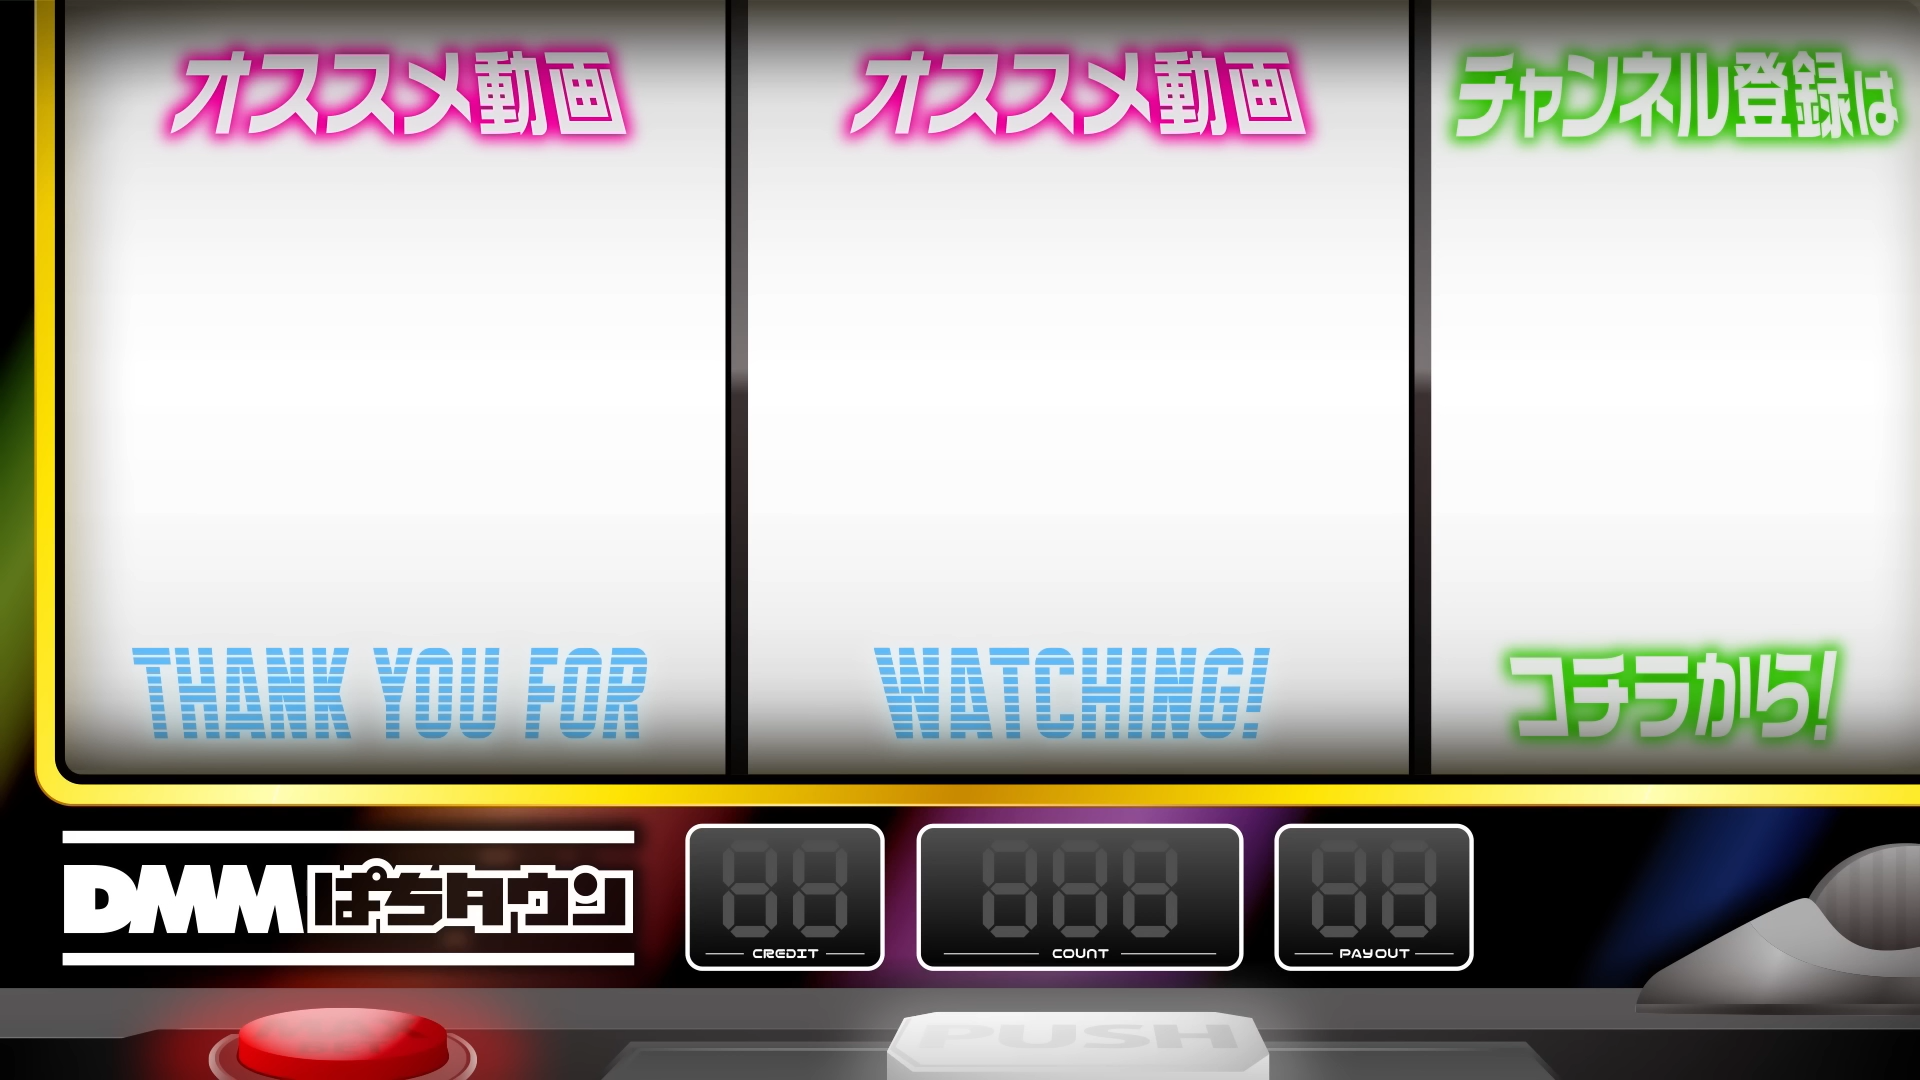 オススメ動画
オススメ動画
チャンネル登録は
THANK YOU FOR
WATCHING!
コチラから!
DMMぱちタウン
CREDIT
COUNT
PAYOUT
PUSH